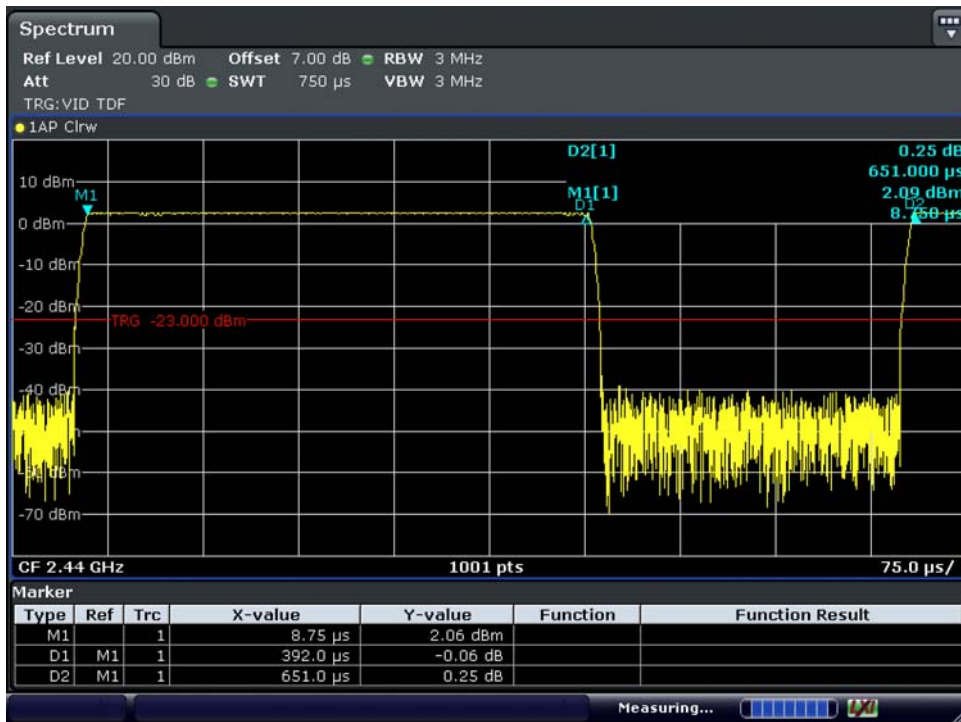 Spectrum
Ref Level 20.00 dBm Offset 7.00 dB RBW 3 MHz
Att 30 dB SWT 750 µs VBW 3 MHz
TRG:VID TDF
1AP Clrw
D2[1] 0.25 dB
651.000 µs
10 dBm
M1 M1[1] 2.09 dBm
D1 D2
0 dBm 8.750 µs
-10 dBm
-20 dBm
TRG -23.000 dBm
-30 dBm
-40 dBm
-70 dBm
CF 2.44 GHz 1001 pts 75.0 µs/
Marker
Type Ref Trc X-value Y-value Function Function Result
M1 1 8.75 µs 2.06 dBm
D1 M1 1 392.0 µs -0.06 dB
D2 M1 1 651.0 µs 0.25 dB
Measuring... LXI